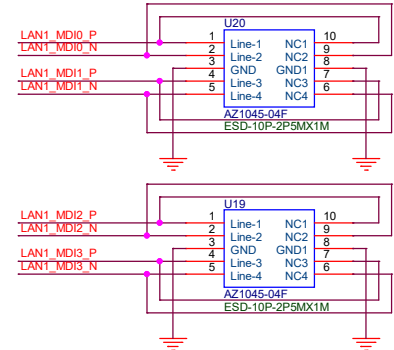 U20
LAN1_MDI0_P 1 Line-1 NC1 10
LAN1_MDI0_N 2 Line-2 NC2 9
3 GND GND1 8
LAN1_MDI1_P 4 Line-3 NC3 7
LAN1_MDI1_N 5 Line-4 NC4 6
AZ1045-04F
ESD-10P-2P5MX1M
U19
LAN1_MDI2_P 1 Line-1 NC1 10
LAN1_MDI2_N 2 Line-2 NC2 9
3 GND GND1 8
LAN1_MDI3_P 4 Line-3 NC3 7
LAN1_MDI3_N 5 Line-4 NC4 6
AZ1045-04F
ESD-10P-2P5MX1M